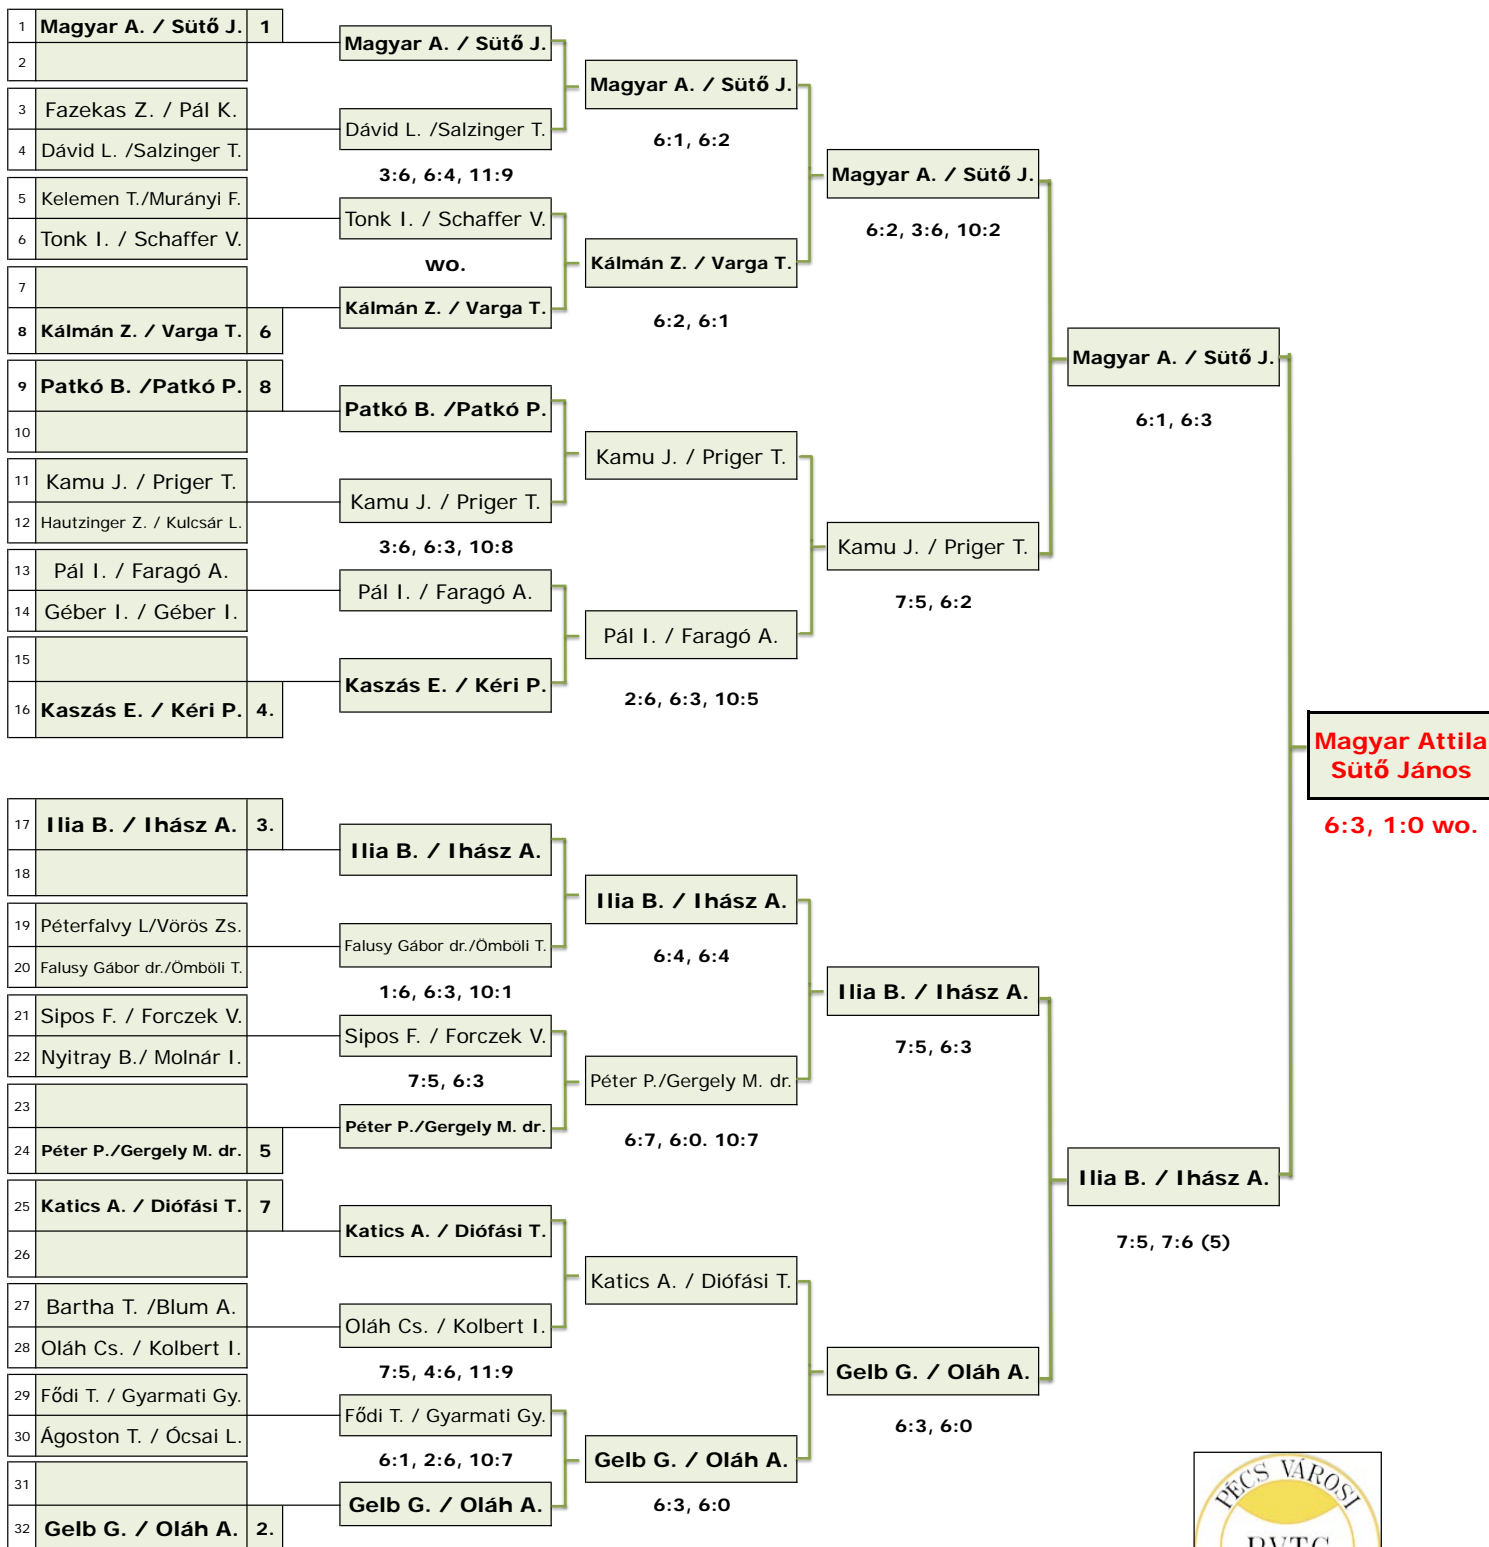 1 Magyar A. / Sütő J. 1
2
3 Fazekas Z. / Pál K.
4 Dávid L. /Salzinger T.
5 Kelemen T./Murányi F.
6 Tonk I. / Schaffer V.
7
8 Kálmán Z. / Varga T. 6
9 Patkó B. /Patkó P. 8
10
11 Kamu J. / Priger T.
12 Hautzinger Z. / Kulcsár L.
13 Pál I. / Faragó A.
14 Géber I. / Géber I.
15
16 Kaszás E. / Kéri P. 4.
17 Ilia B. / Ihász A. 3.
18
19 Péterfalvy L/Vörös Zs.
20 Falusy Gábor dr./Ömböli T.
21 Sipos F. / Forczek V.
22 Nyitray B./ Molnár I.
23
24 Péter P./Gergely M. dr. 5
25 Katics A. / Diófási T. 7
26
27 Bartha T. /Blum A.
28 Oláh Cs. / Kolbert I.
29 Fődi T. / Gyarmati Gy.
30 Ágoston T. / Ócsai L.
31
32 Gelb G. / Oláh A. 2.
Magyar A. / Sütő J.
Dávid L. /Salzinger T.
3:6, 6:4, 11:9
Tonk I. / Schaffer V.
wo.
Kálmán Z. / Varga T.
Patkó B. /Patkó P.
Kamu J. / Priger T.
3:6, 6:3, 10:8
Pál I. / Faragó A.
Kaszás E. / Kéri P.
Ilia B. / Ihász A.
Falusy Gábor dr./Ömböli T.
1:6, 6:3, 10:1
Sipos F. / Forczek V.
7:5, 6:3
Péter P./Gergely M. dr.
Katics A. / Diófási T.
Oláh Cs. / Kolbert I.
7:5, 4:6, 11:9
Fődi T. / Gyarmati Gy.
6:1, 2:6, 10:7
Gelb G. / Oláh A.
Magyar A. / Sütő J.
6:1, 6:2
Kálmán Z. / Varga T.
6:2, 6:1
Kamu J. / Priger T.
Pál I. / Faragó A.
2:6, 6:3, 10:5
Ilia B. / Ihász A.
6:4, 6:4
Péter P./Gergely M. dr.
6:7, 6:0. 10:7
Katics A. / Diófási T.
Gelb G. / Oláh A.
6:3, 6:0
Magyar A. / Sütő J.
6:2, 3:6, 10:2
Kamu J. / Priger T.
7:5, 6:2
Ilia B. / Ihász A.
7:5, 6:3
Gelb G. / Oláh A.
6:3, 6:0
Magyar A. / Sütő J.
6:1, 6:3
Ilia B. / Ihász A.
7:5, 7:6 (5)
Magyar Attila
Sütő János
6:3, 1:0 wo.
PÉCS VÁROSI
PVTC